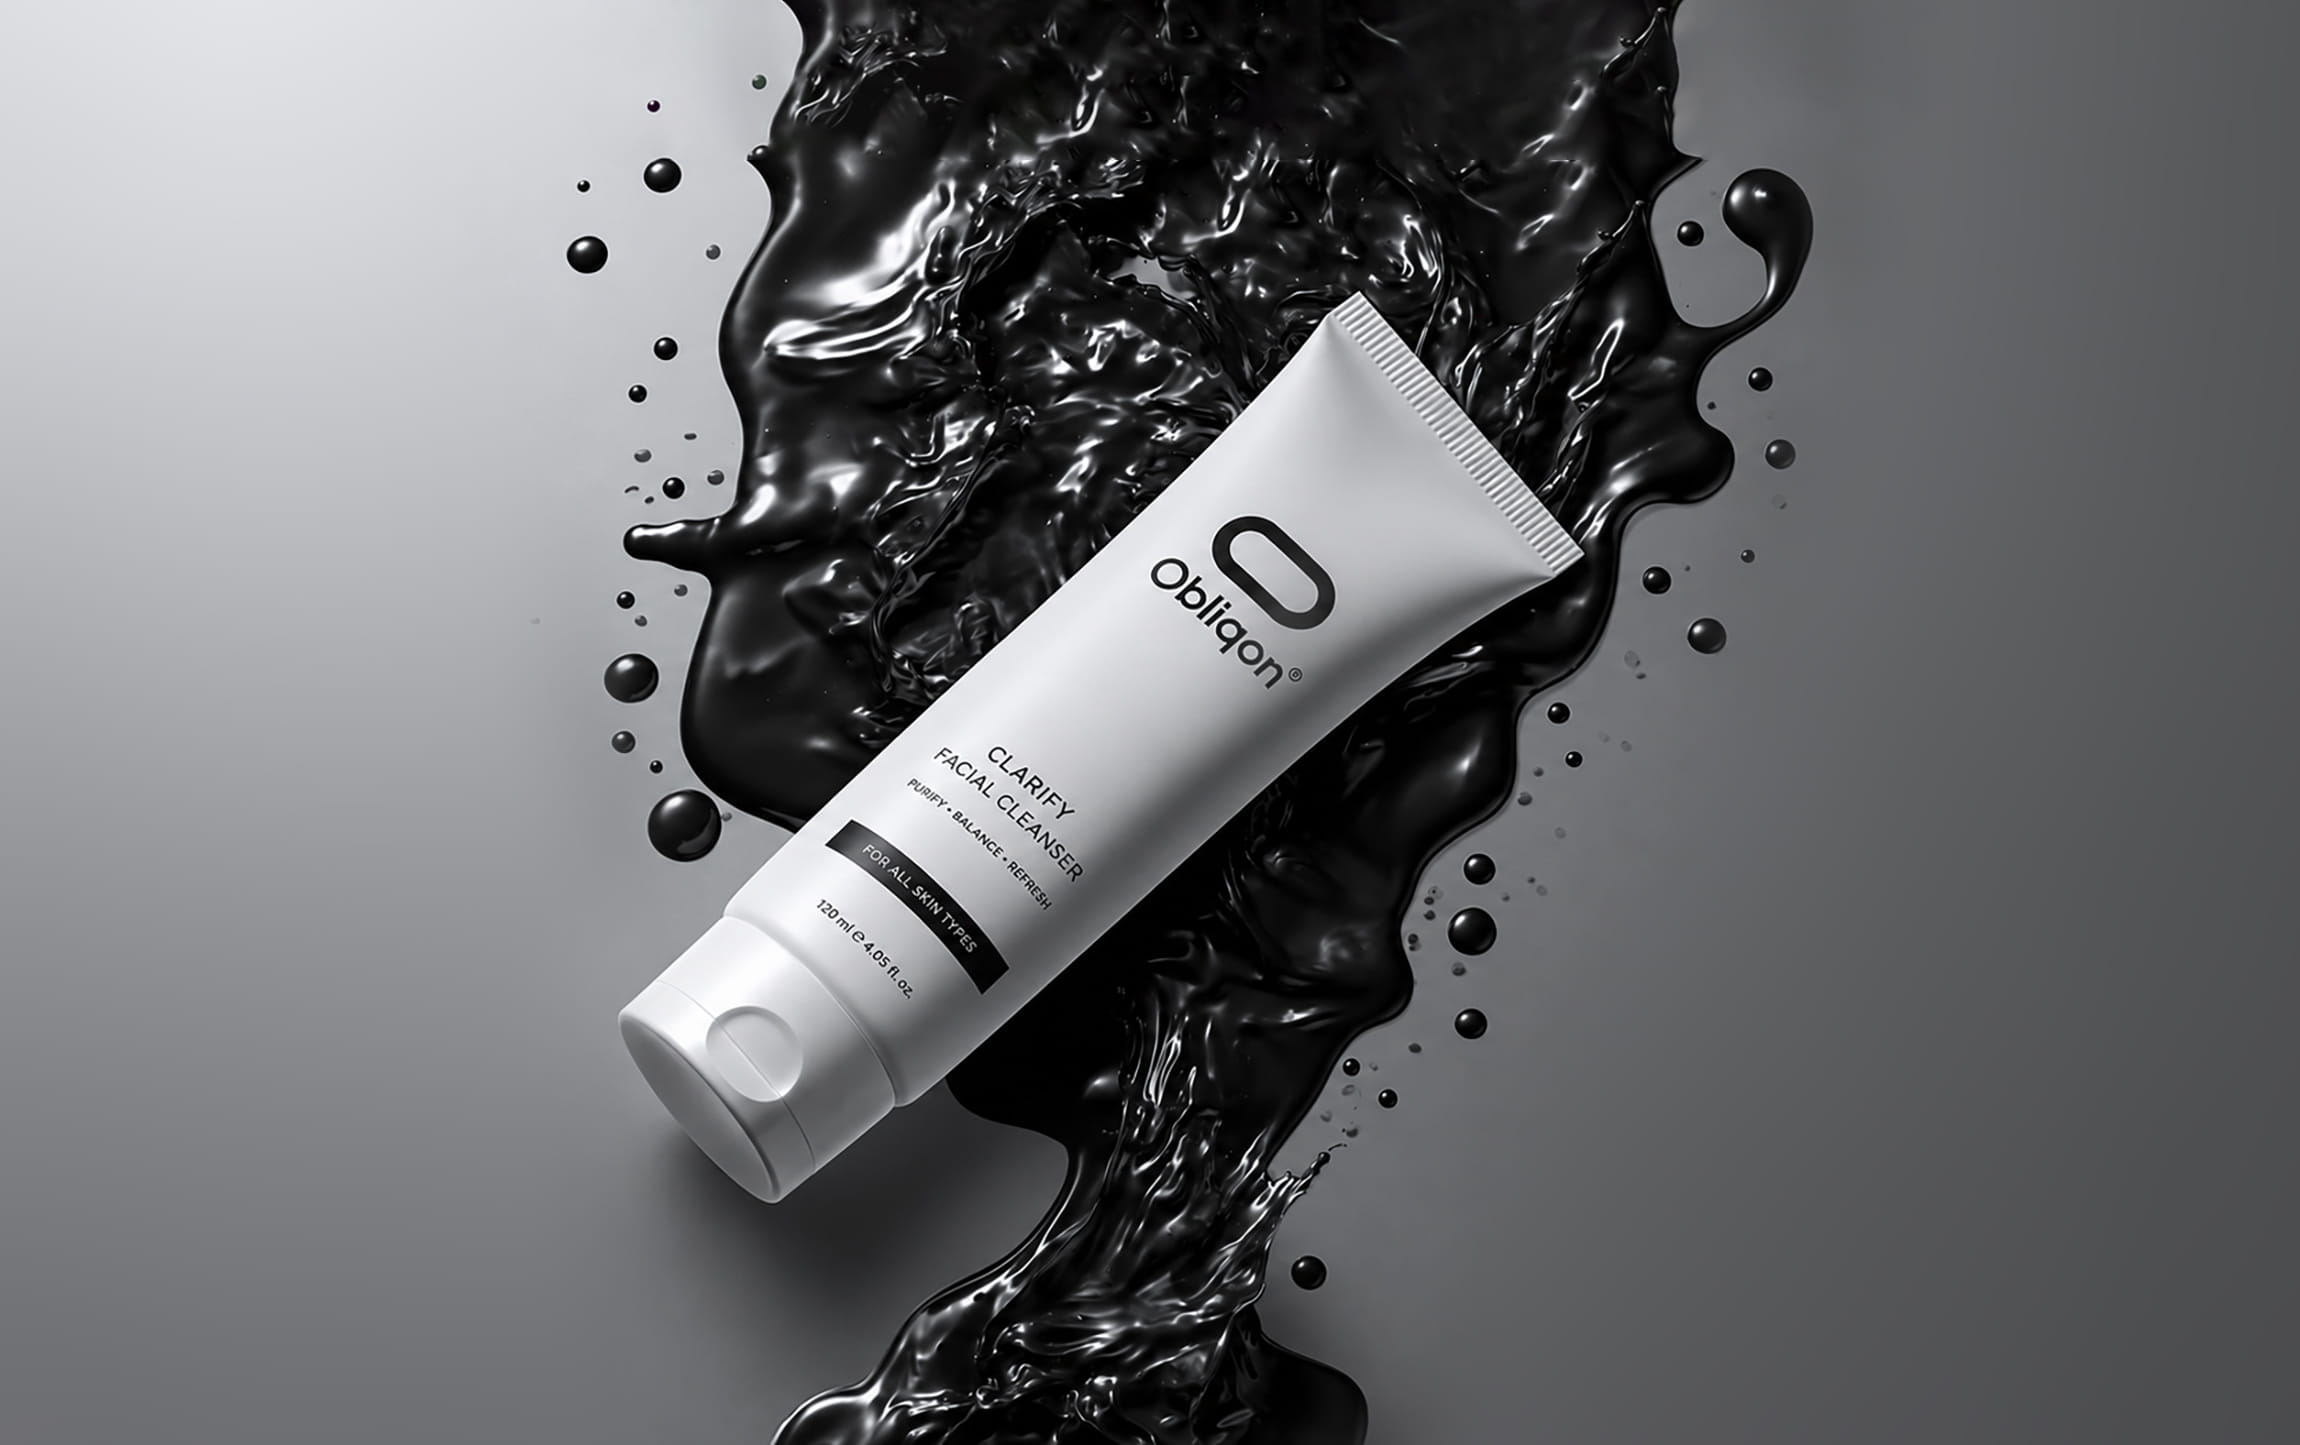 Obliqon®
CLARIFY
FACIAL CLEANSER
PURIFY • BALANCE • REFRESH
FOR ALL SKIN TYPES
120 ml ℮ 4.05 fl. oz.